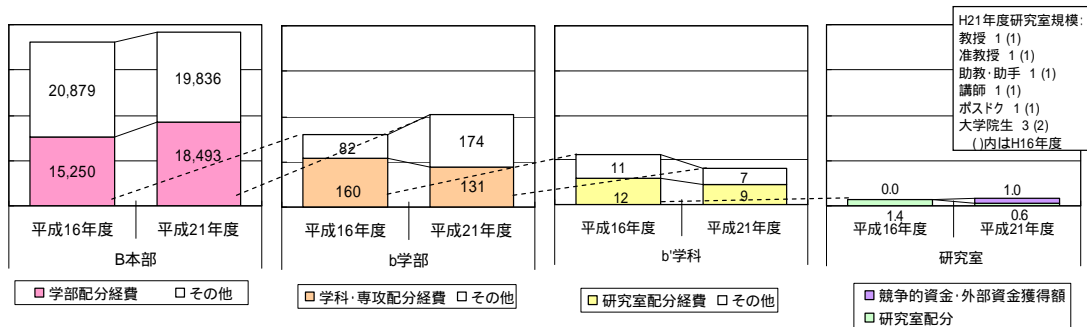 H21年度研究室規模：
教授 1 (1)
准教授 1 (1)
助教・助手 1 (1)
講師 1 (1)
ポスドク 1 (1)
大学院生 3 (2)
()内はH16年度
20,879
19,836
15,250
18,493
平成16年度 平成21年度
B本部
学部配分経費 その他
82
174
160
131
平成16年度 平成21年度
b学部
学科・専攻配分経費 その他
11
7
12
9
平成16年度 平成21年度
b'学科
研究室配分経費 その他
0.0 1.0
1.4 0.6
平成16年度 平成21年度
研究室
競争的資金・外部資金獲得額
研究室配分